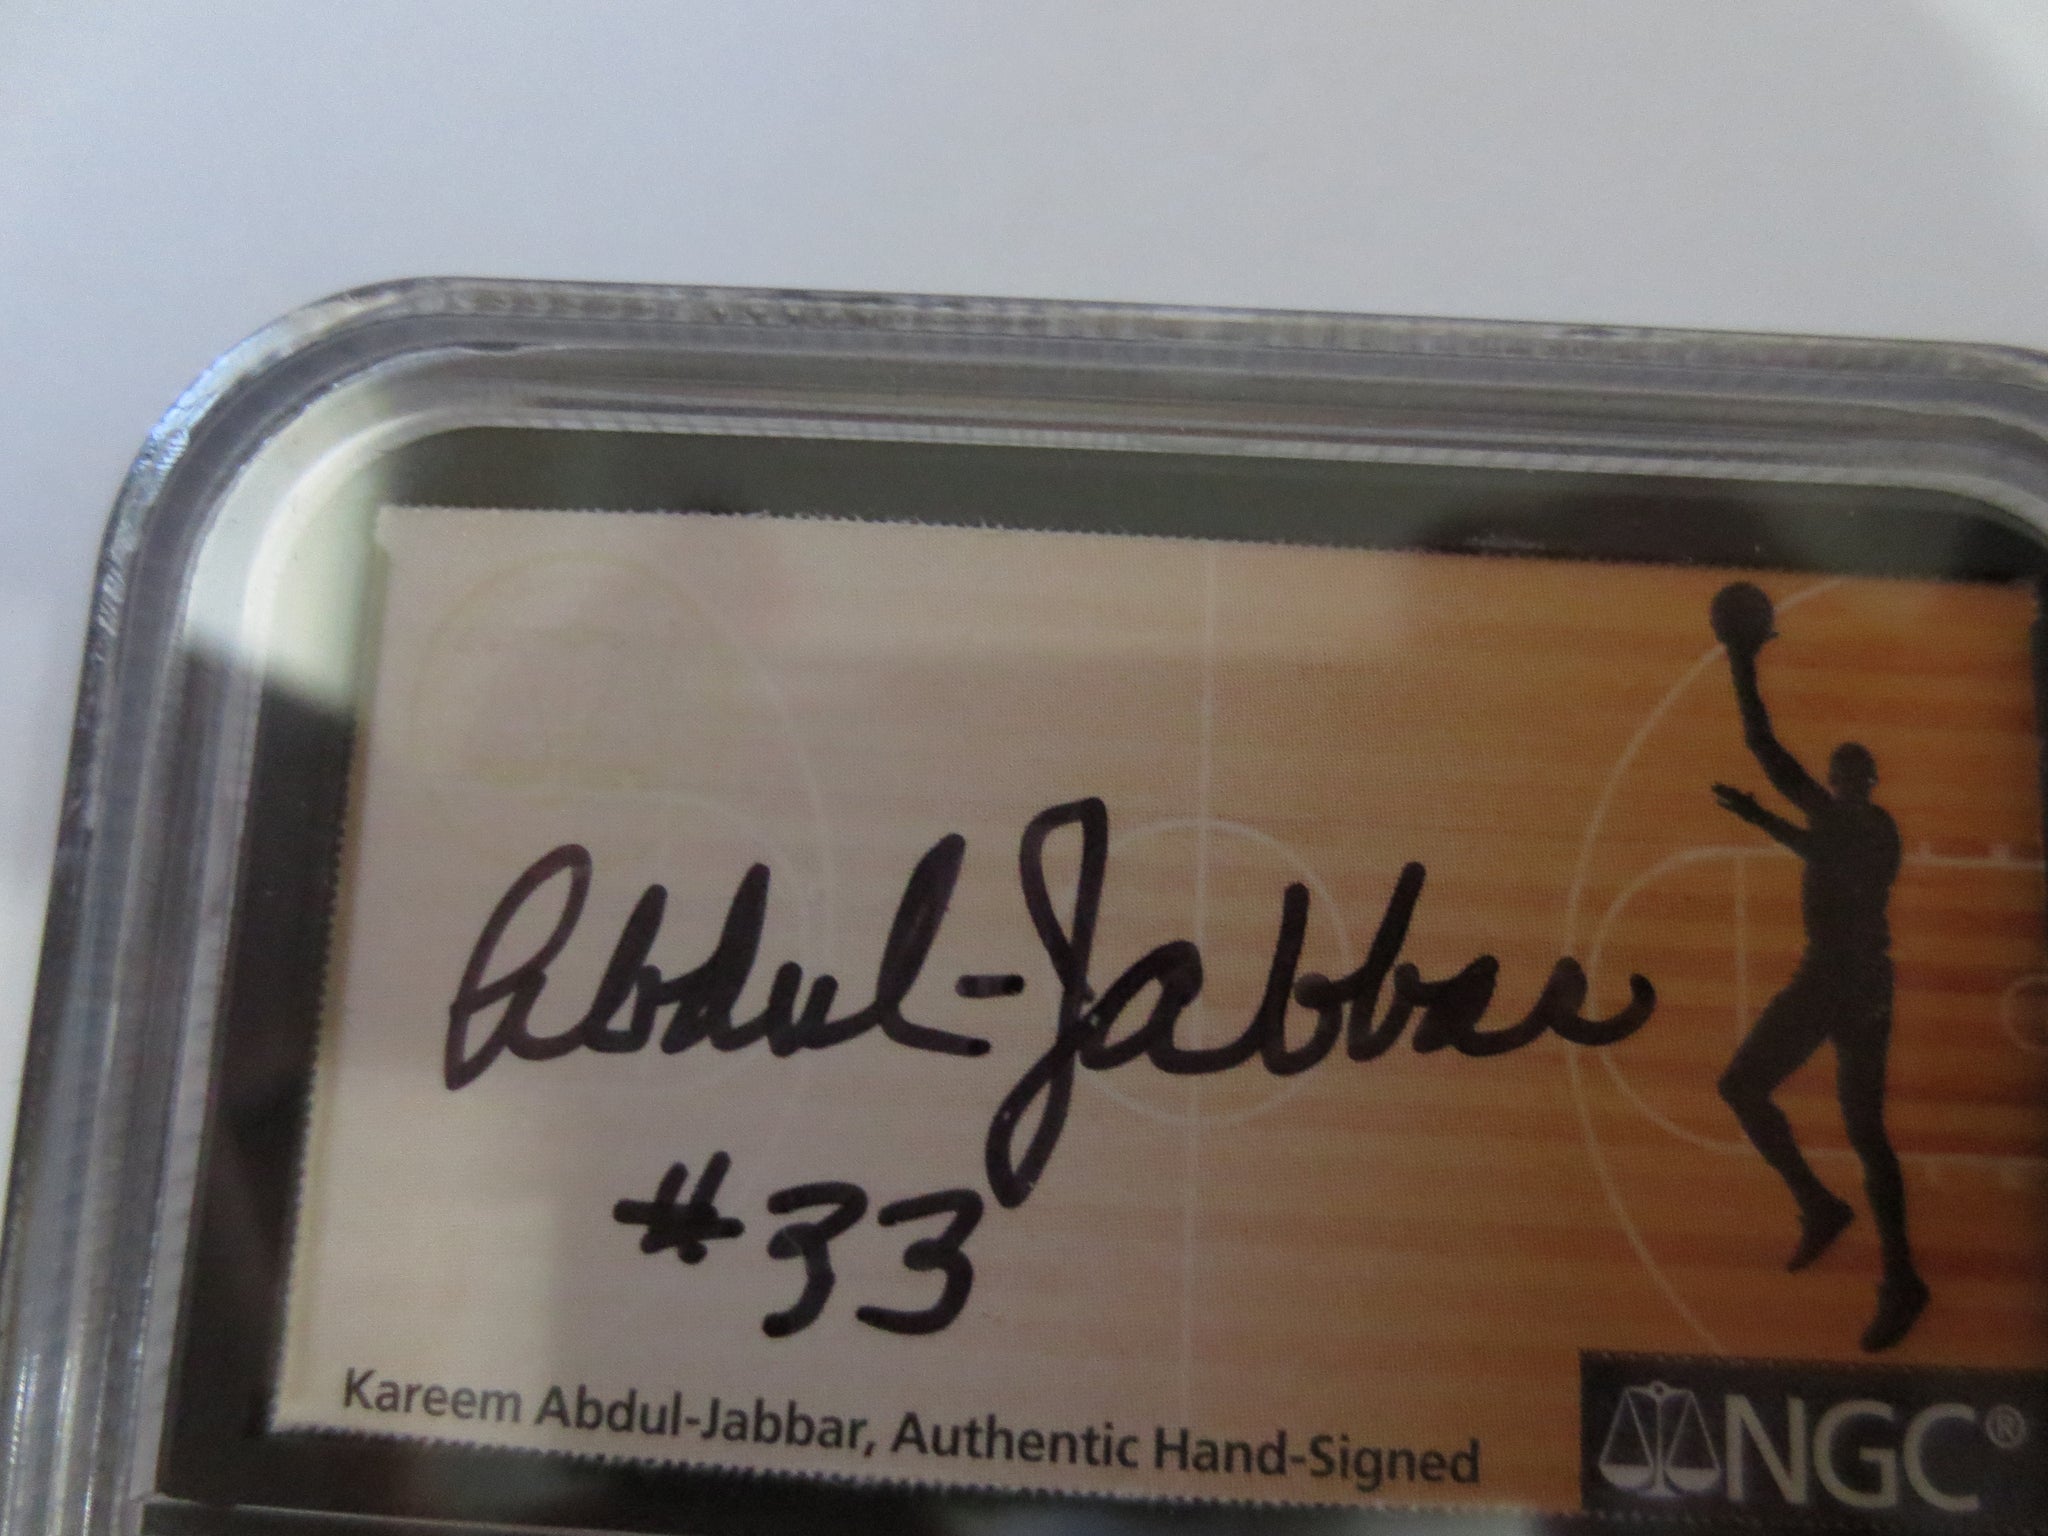 Abdul-Jabbar
#33
Kareem Abdul-Jabbar, Authentic Hand-Signed
NGC®